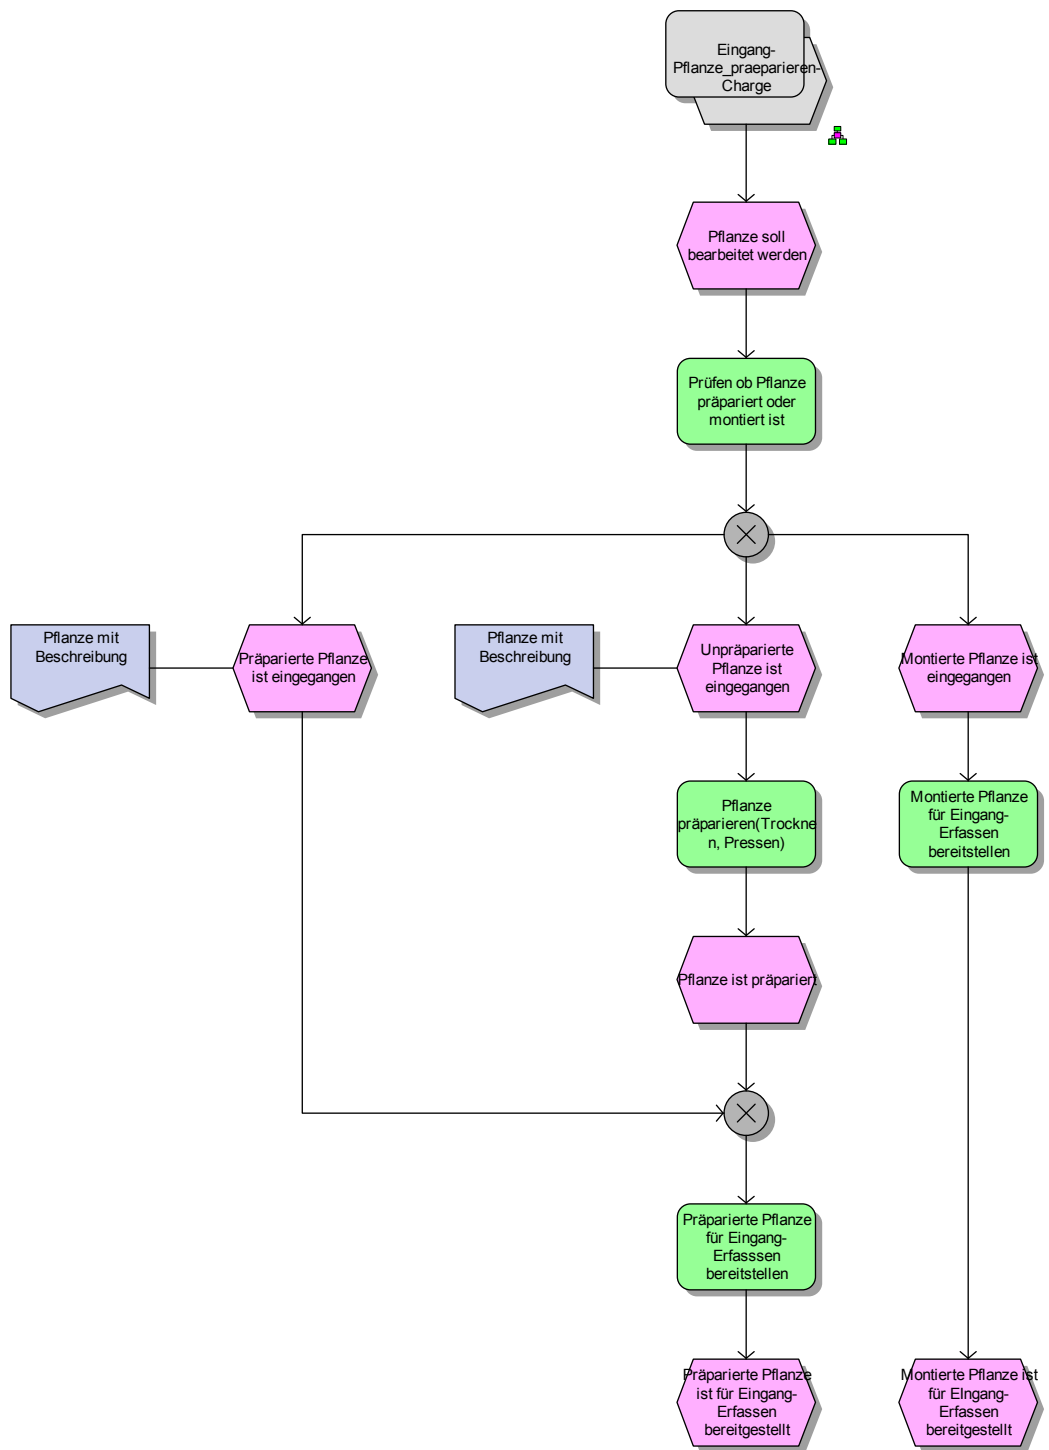 Eingang-
Pflanze_praeparieren-
Charge
Pflanze soll
bearbeitet werden
Prüfen ob Pflanze
präpariert oder
montiert ist
Pflanze mit
Beschreibung
Präparierte Pflanze
ist eingegangen
Pflanze mit
Beschreibung
Unpräparierte
Pflanze ist
eingegangen
Montierte Pflanze ist
eingegangen
Pflanze
präparieren(Trockne
n, Pressen)
Montierte Pflanze
für Eingang-
Erfassen
bereitstellen
Pflanze ist präpariert
Präparierte Pflanze
für Eingang-
Erfasssen
bereitstellen
Präparierte Pflanze
ist für Eingang-
Erfassen
bereitgestellt
Montierte Pflanze ist
für EIngang-
Erfassen
bereitgestellt